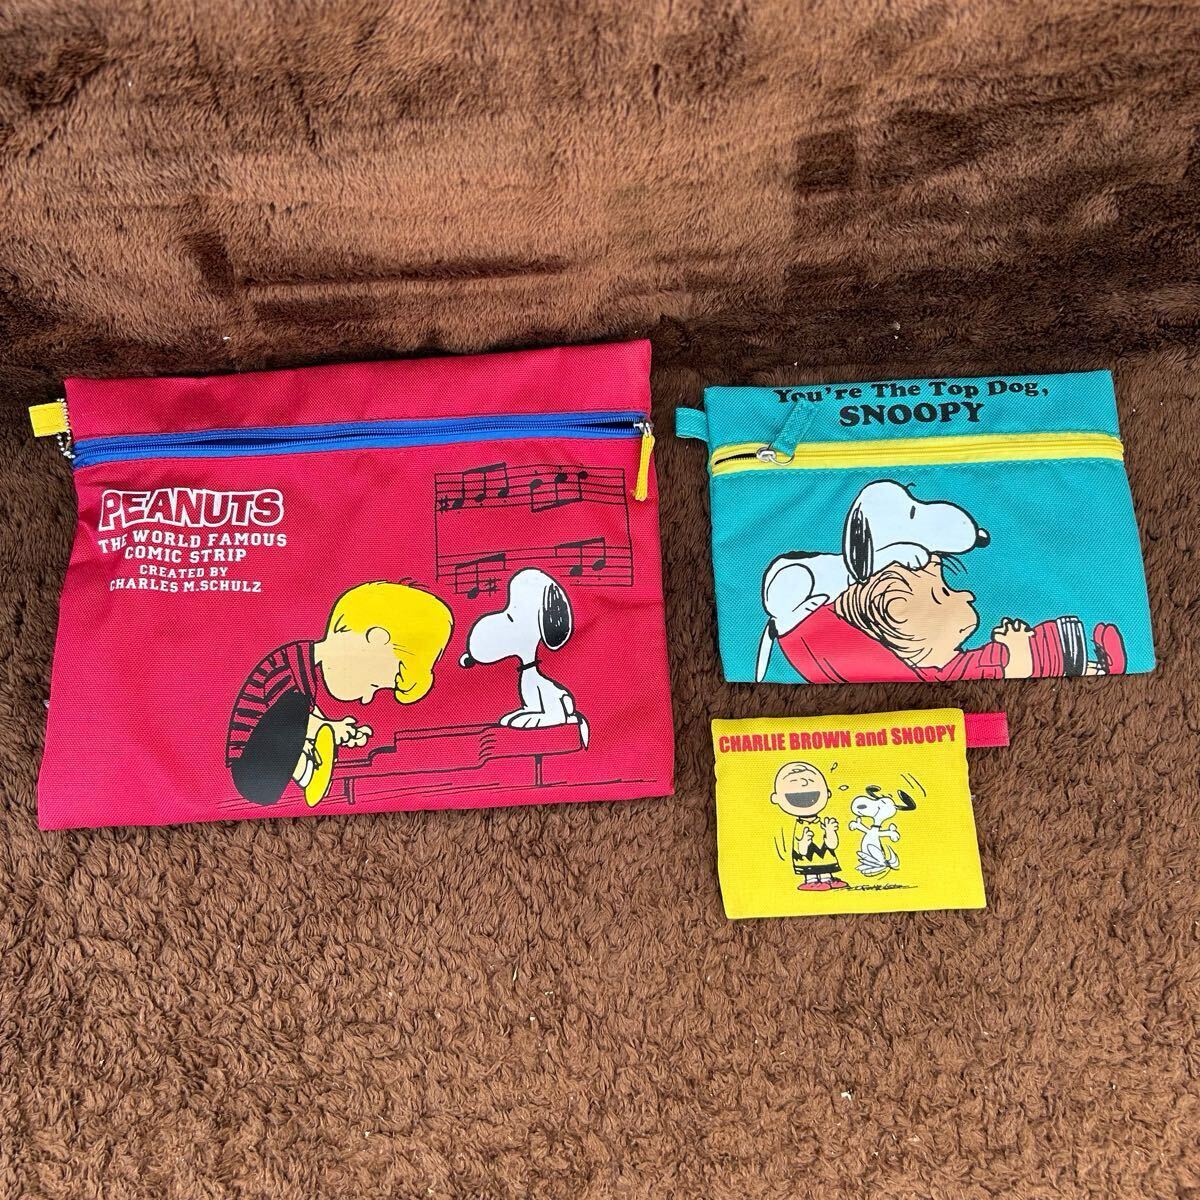 PEANUTS
THE WORLD FAMOUS
COMIC STRIP
CREATED BY
CHARLES M.SCHULZ
You're The Top Dog,
SNOOPY
CHARLIE BROWN and SNOOPY